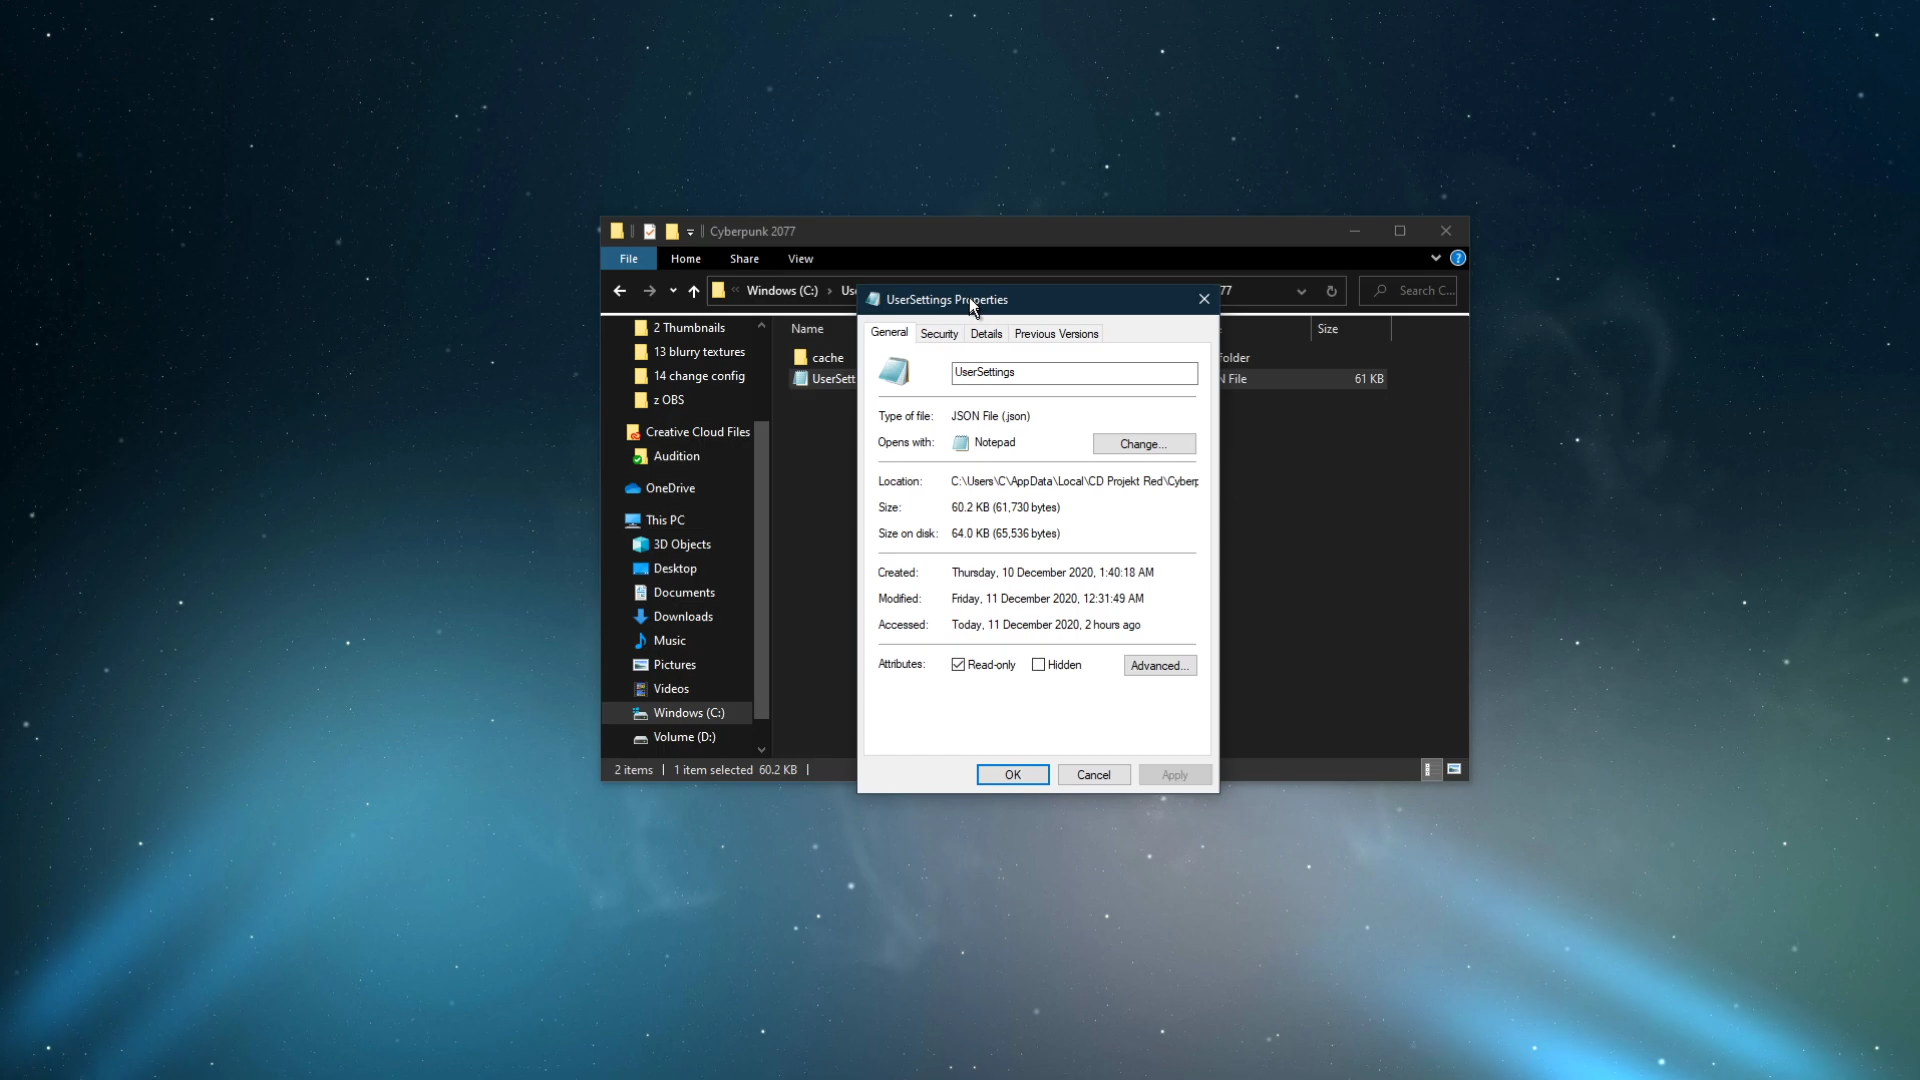 Cyberpunk 2077
File Home Share View
Windows (C:) › Use 77 Search C...
UserSettings Properties
General Security Details Previous Versions
2 Thumbnails
13 blurry textures
14 change config
z OBS
Creative Cloud Files
Audition
OneDrive
This PC
3D Objects
Desktop
Documents
Downloads
Music
Pictures
Videos
Windows (C:)
Volume (D:)
Name Size
cache folder
UserSett N File 61 KB
UserSettings
Type of file: JSON File (.json)
Opens with: Notepad Change...
Location: C:\Users\C\AppData\Local\CD Projekt Red\Cyberp
Size: 60.2 KB (61,730 bytes)
Size on disk: 64.0 KB (65,536 bytes)
Created: Thursday, 10 December 2020, 1:40:18 AM
Modified: Friday, 11 December 2020, 12:31:49 AM
Accessed: Today, 11 December 2020, 2 hours ago
Attributes: Read-only Hidden Advanced...
OK Cancel Apply
2 items 1 item selected 60.2 KB